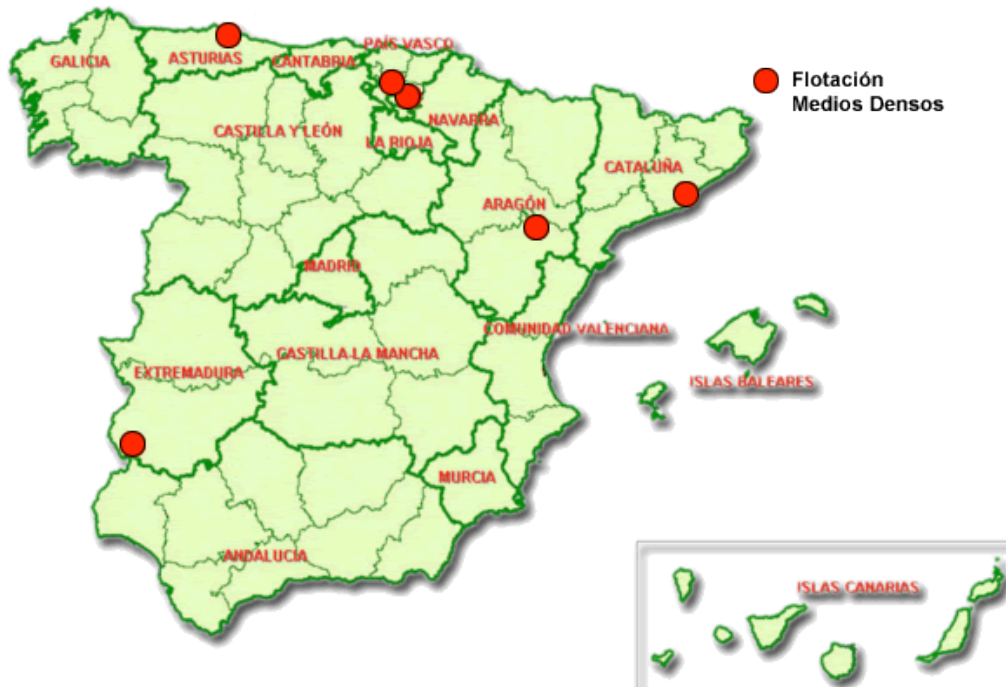 PAÍS VASCO
GALICIA
ASTURIAS
CANTABRIA
Flotación
Medios Densos
NAVARRA
CASTILLA Y LEÓN
LA RIOJA
CATALUÑA
ARAGÓN
MADRID
COMUNIDAD VALENCIANA
CASTILLA-LA MANCHA
EXTREMADURA
ISLAS BALEARES
MURCIA
ANDALUCIA
ISLAS CANARIAS